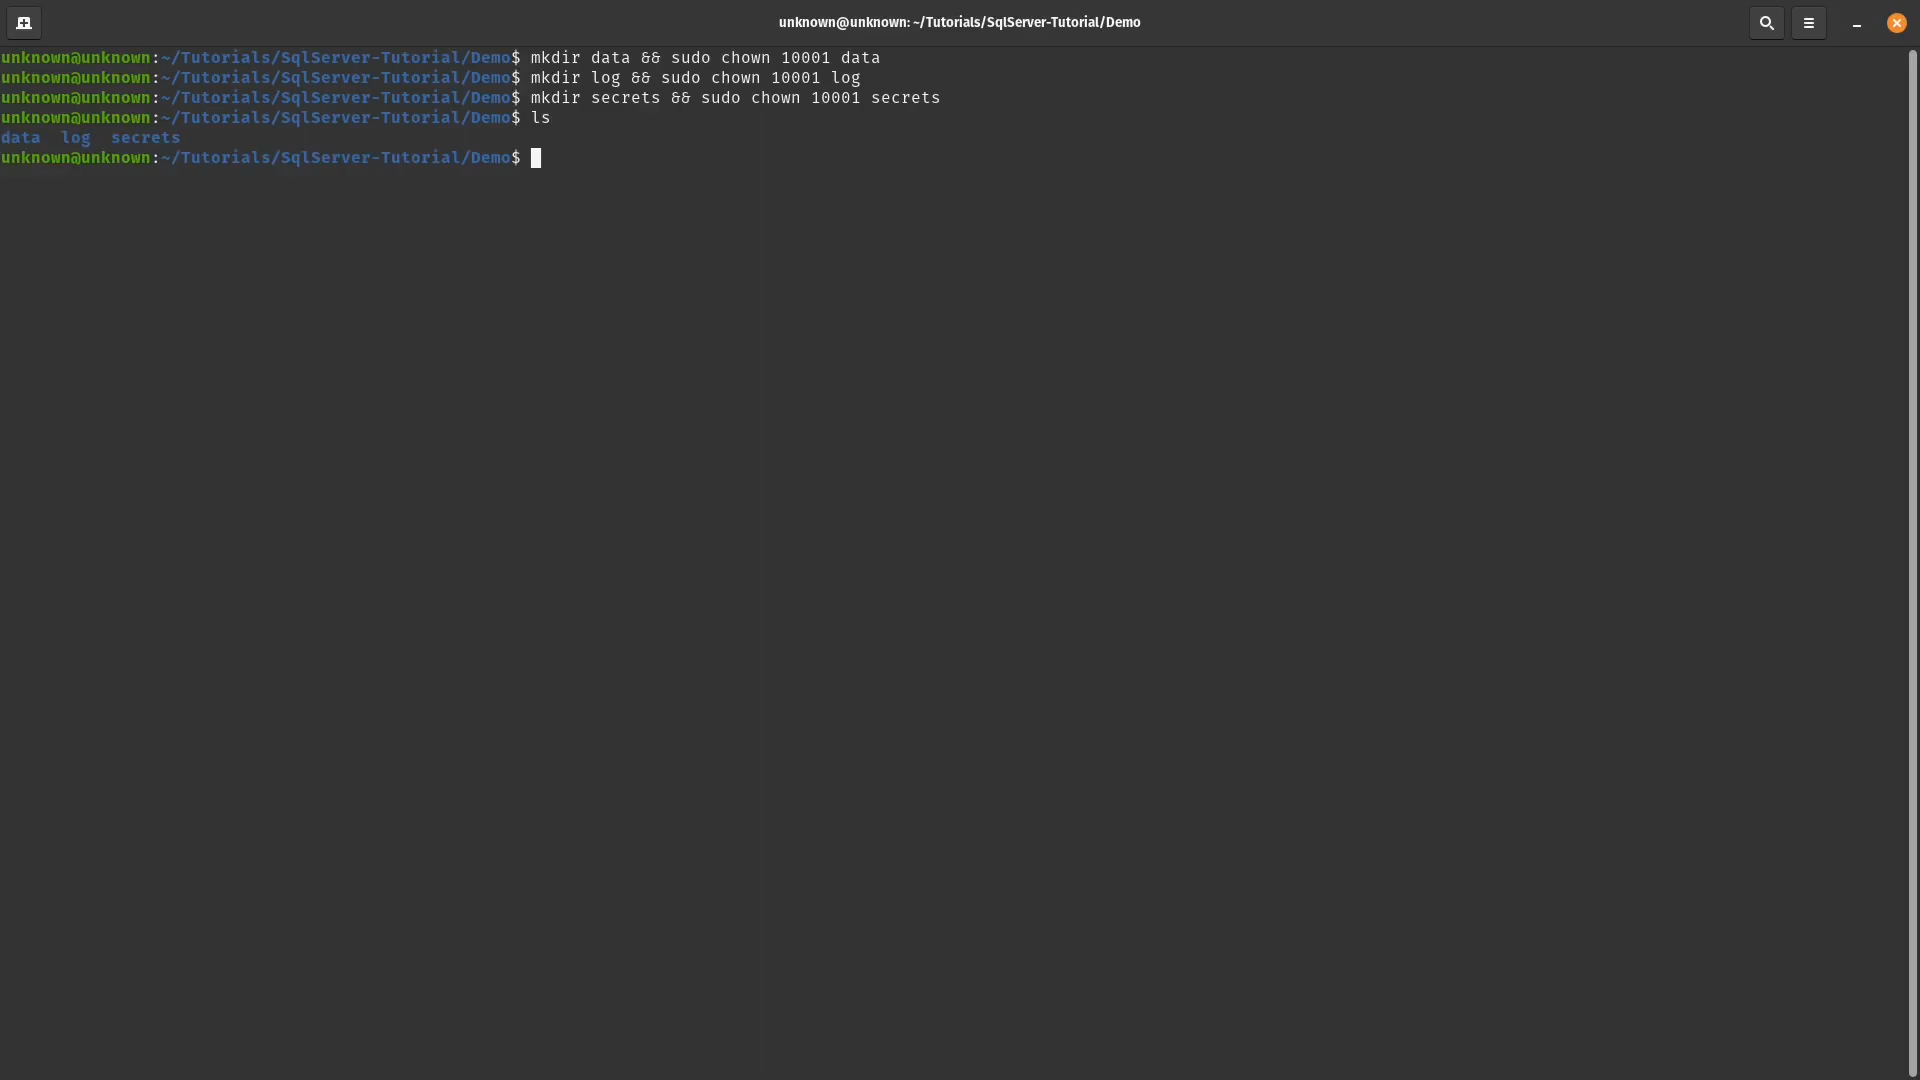 unknown@unknown: ~/Tutorials/SqlServer-Tutorial/Demo
unknown@unknown:~/Tutorials/SqlServer-Tutorial/Demo$ mkdir data && sudo chown 10001 data
unknown@unknown:~/Tutorials/SqlServer-Tutorial/Demo$ mkdir log && sudo chown 10001 log
unknown@unknown:~/Tutorials/SqlServer-Tutorial/Demo$ mkdir secrets && sudo chown 10001 secrets
unknown@unknown:~/Tutorials/SqlServer-Tutorial/Demo$ ls
data  log  secrets
unknown@unknown:~/Tutorials/SqlServer-Tutorial/Demo$